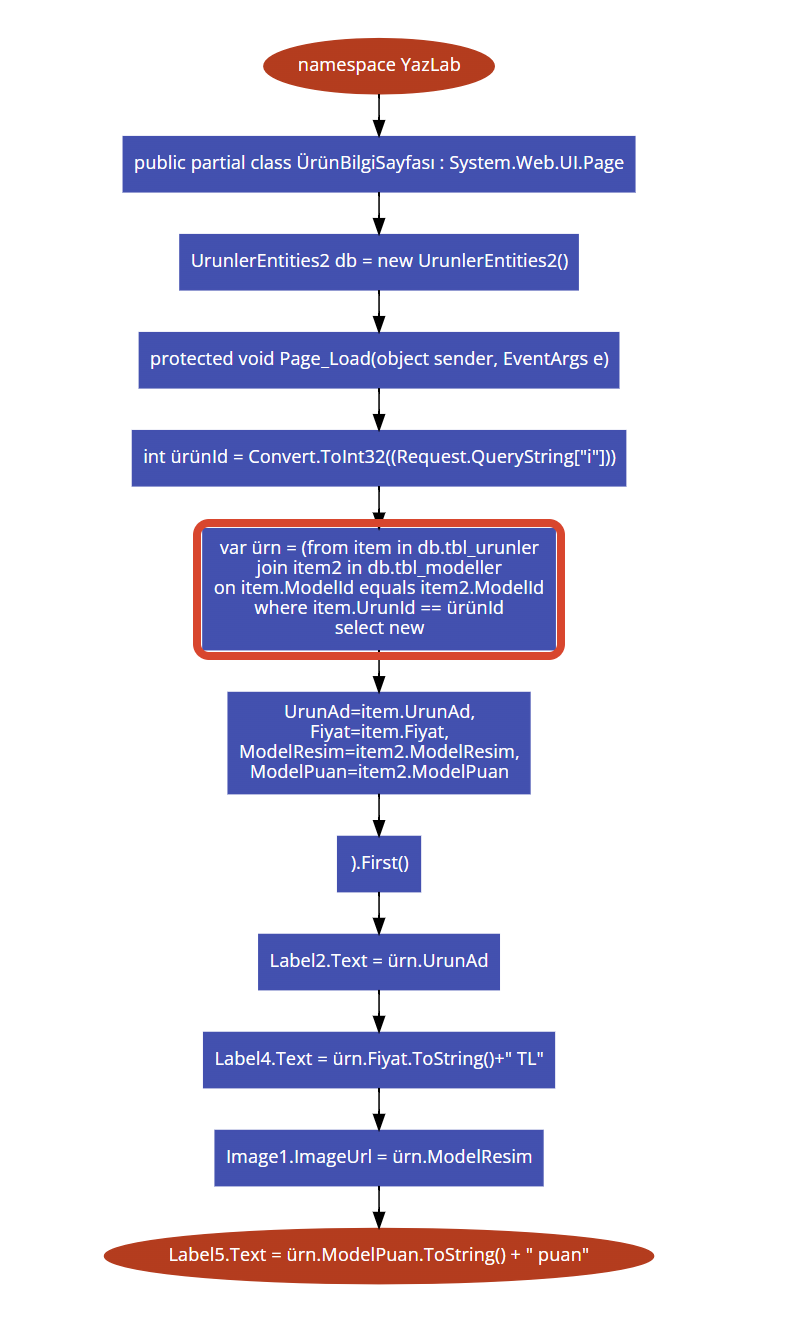 namespace YazLab
public partial class ÜrünBilgiSayfası : System.Web.UI.Page
UrunlerEntities2 db = new UrunlerEntities2()
protected void Page_Load(object sender, EventArgs e)
int ürünId = Convert.ToInt32((Request.QueryString["i"]))
var ürn = (from item in db.tbl_urunler
join item2 in db.tbl_modeller
on item.ModelId equals item2.ModelId
where item.UrunId == ürünId
select new
UrunAd=item.UrunAd,
Fiyat=item.Fiyat,
ModelResim=item2.ModelResim,
ModelPuan=item2.ModelPuan
).First()
Label2.Text = ürn.UrunAd
Label4.Text = ürn.Fiyat.ToString()+" TL"
Image1.ImageUrl = ürn.ModelResim
Label5.Text = ürn.ModelPuan.ToString() + " puan"